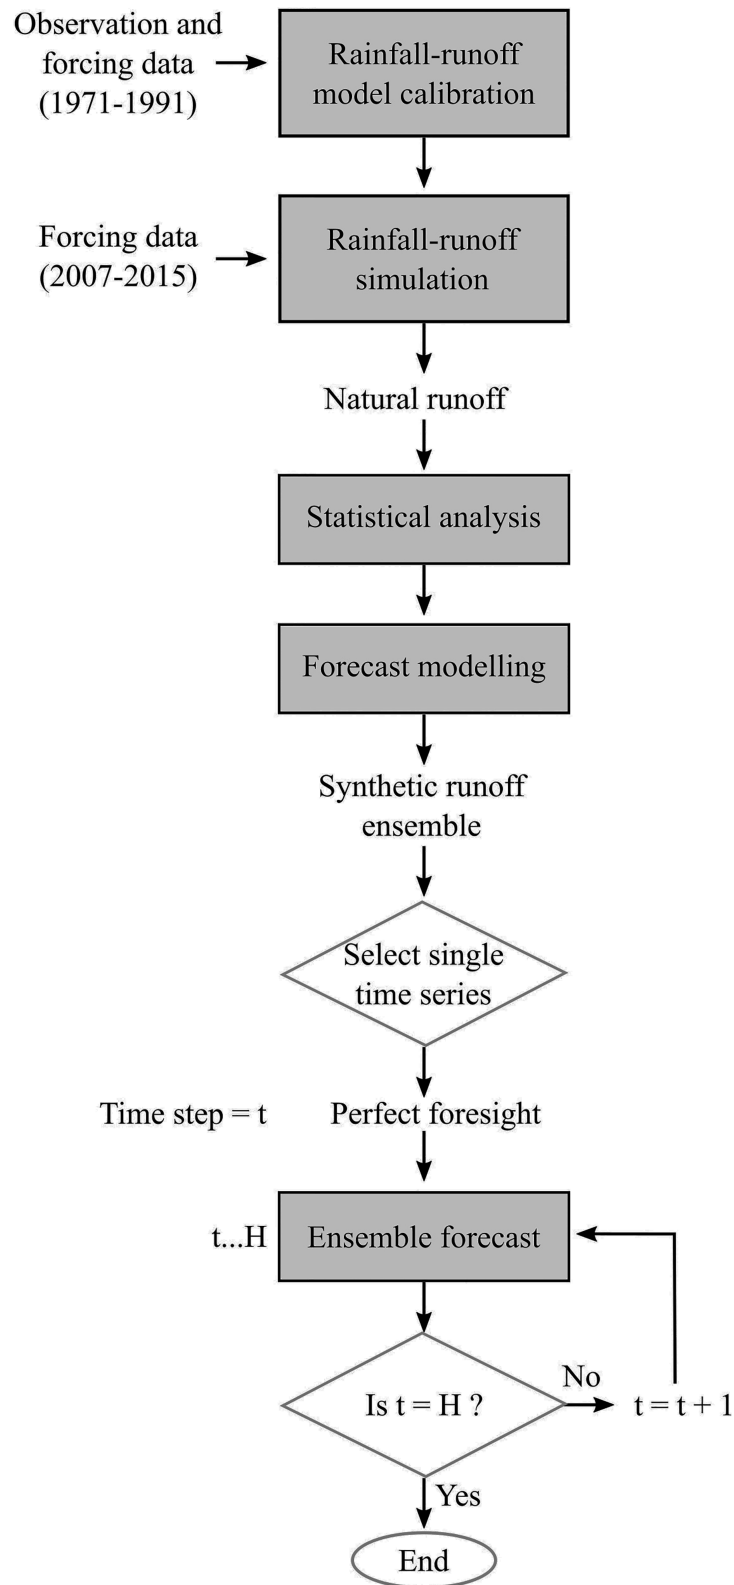 Observation and
forcing data
(1971-1991)
Rainfall-runoff
model calibration
Forcing data
(2007-2015)
Rainfall-runoff
simulation
Natural runoff
Statistical analysis
Forecast modelling
Synthetic runoff
ensemble
Select single
time series
Time step = t
Perfect foresight
t...H
Ensemble forecast
Is t = H ?
No
t = t + 1
Yes
End